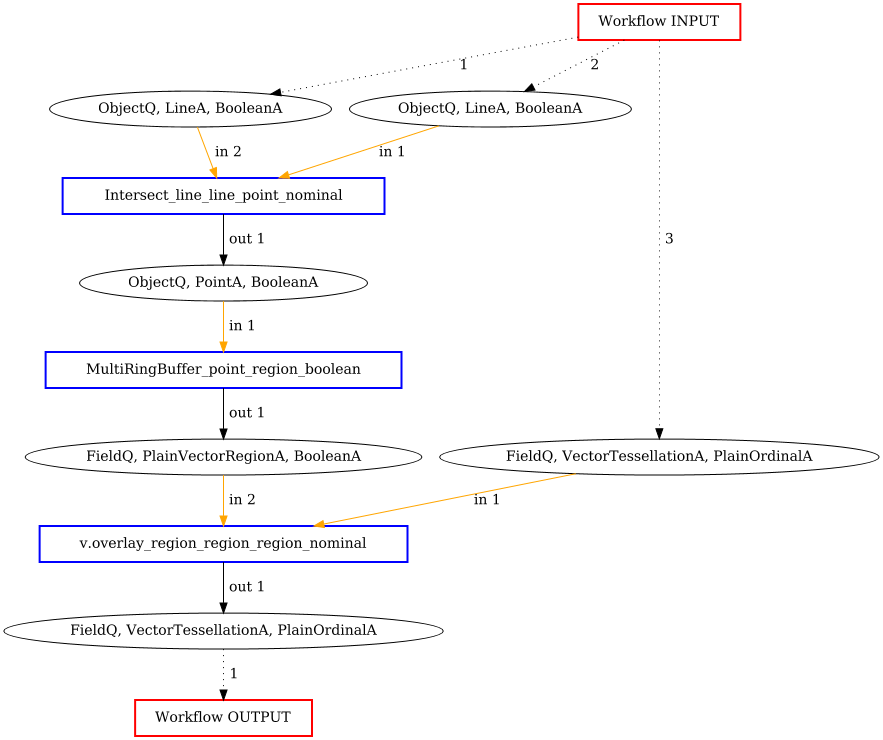 Workflow INPUT
1
2
ObjectQ, LineA, BooleanA
ObjectQ, LineA, BooleanA
in 2
in 1
Intersect_line_line_point_nominal
out 1
3
ObjectQ, PointA, BooleanA
in 1
MultiRingBuffer_point_region_boolean
out 1
FieldQ, PlainVectorRegionA, BooleanA
FieldQ, VectorTessellationA, PlainOrdinalA
in 2
in 1
v.overlay_region_region_region_nominal
out 1
FieldQ, VectorTessellationA, PlainOrdinalA
1
Workflow OUTPUT